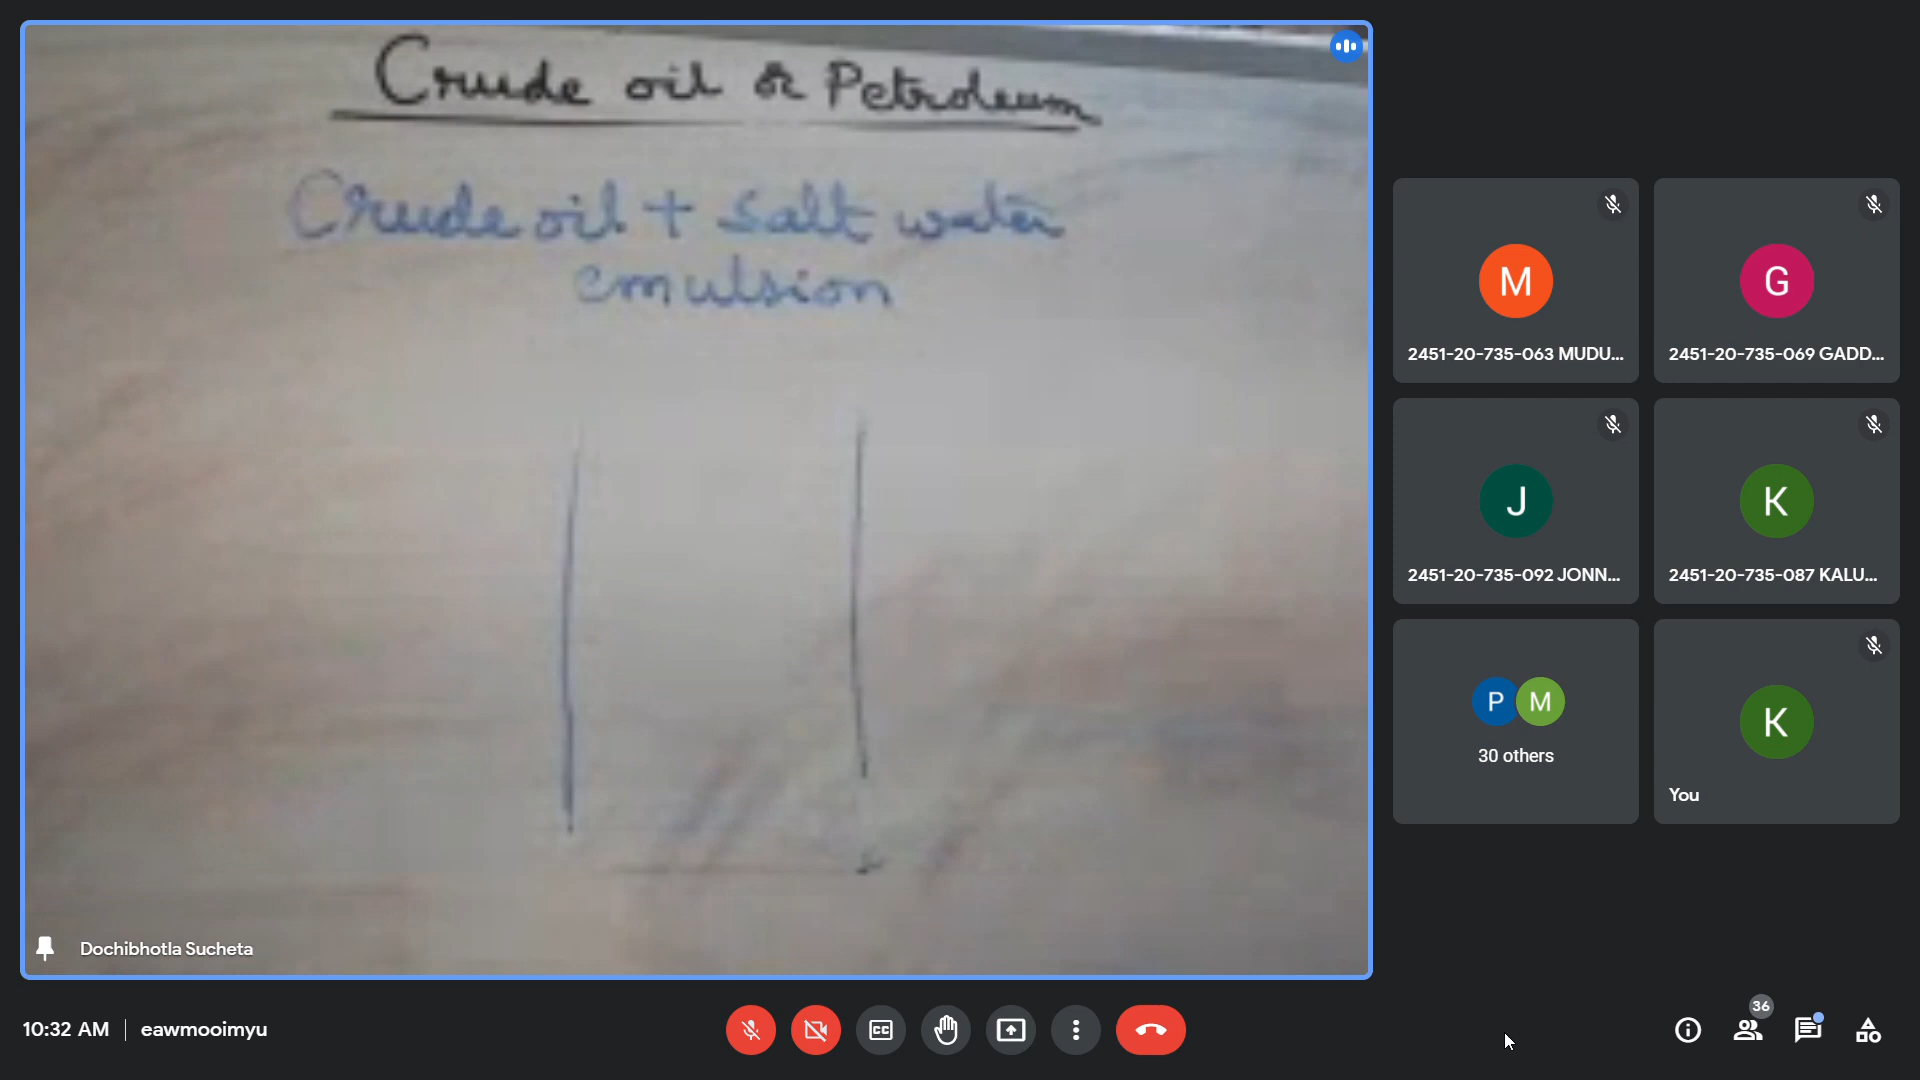 Crude oil or Petroleum
Crude oil + Salt water
emulsion
Dochibhotla Sucheta
M
2451-20-735-063 MUDU...
G
2451-20-735-069 GADD...
J
2451-20-735-092 JONN...
K
2451-20-735-087 KALU...
P M
30 others
K
You
10:32 AM | eawmooimyu
CC
36